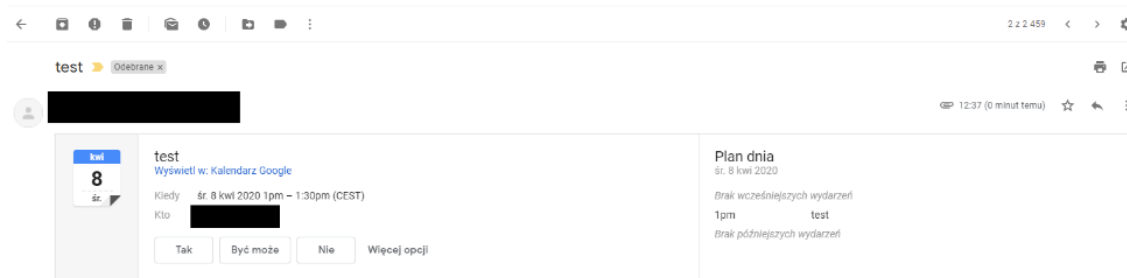 2 z 2 459
test Odebrane ×
12:37 (0 minut temu)
kwi
8
śr.
test
Wyświetl w: Kalendarz Google
Kiedy śr. 8 kwi 2020 1pm – 1:30pm (CEST)
Kto
Tak Być może Nie Więcej opcji
Plan dnia
śr. 8 kwi 2020
Brak wcześniejszych wydarzeń
1pm test
Brak późniejszych wydarzeń